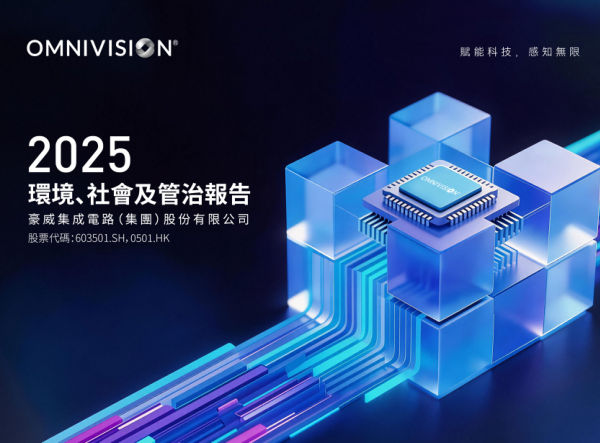 OMNIVISION®
賦能科技，感知無限
2025
環境、社會及管治報告
豪威集成電路（集團）股份有限公司
股票代碼：603501.SH, 0501.HK
OMNIVISION